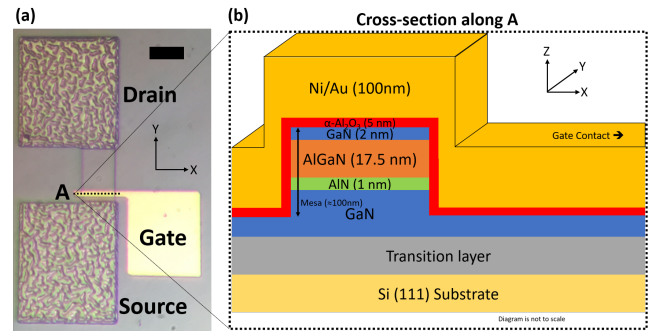 (a)
Drain
Y
X
A
Gate
Source
(b)
Cross-section along A
Z
Y
X
Ni/Au (100nm)
α-Al₂O₃ (5 nm)
GaN (2 nm)
Gate Contact ➔
AlGaN (17.5 nm)
AlN (1 nm)
Mesa (≈100nm)
GaN
Transition layer
Si (111) Substrate
Diagram is not to scale